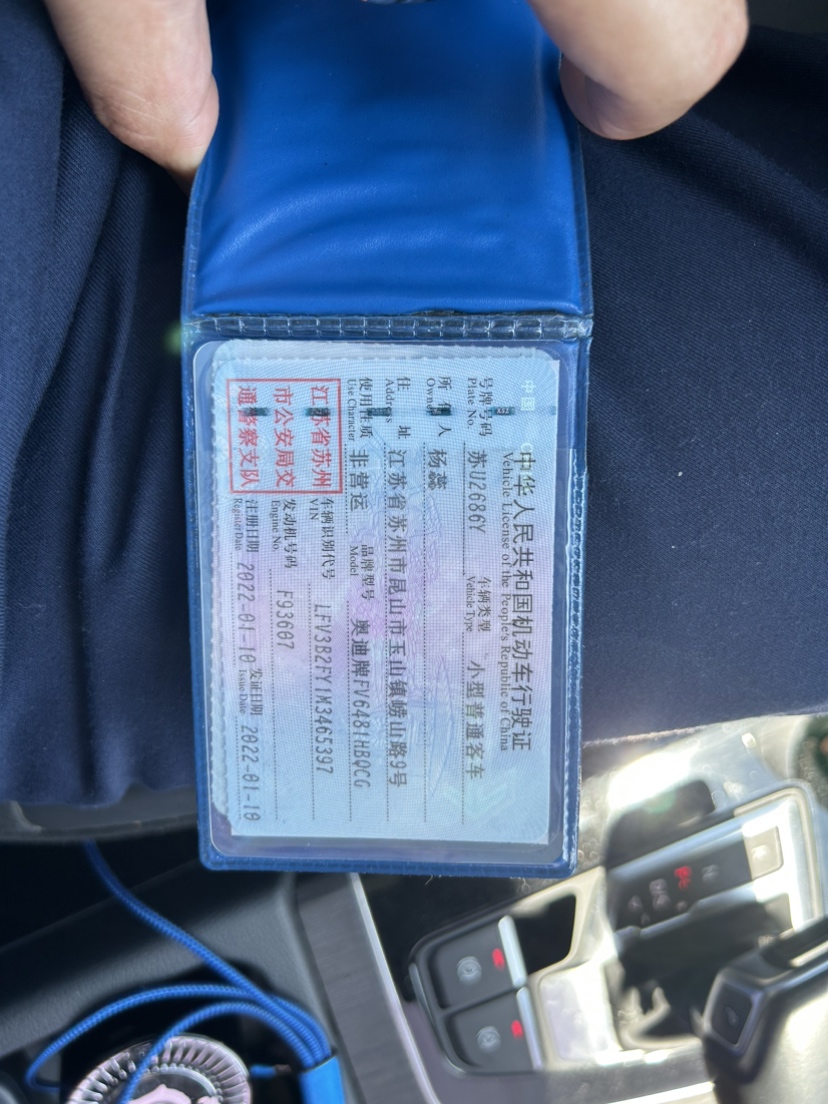 中华人民共和国机动车行驶证
Vehicle License of the People's Republic of China
号牌号码 苏U2686Y 车辆类型 小型普通客车
Plate No. Vehicle Type
所有人 杨蕊
Owner
住址 江苏省苏州市昆山市玉山镇崂山路9号
Address
使用性质 非营运 品牌型号 奥迪牌FV6481HBQCG
Use Character Model
江苏省苏州
市公安局交
通警察支队
车辆识别代号 LFV3B2FY1M3465397
VIN
发动机号码 F93607
Engine No.
注册日期 2022-01-10 发证日期 2022-01-10
Register Date Issue Date